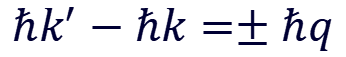 ħk′ − ħk =± ħq